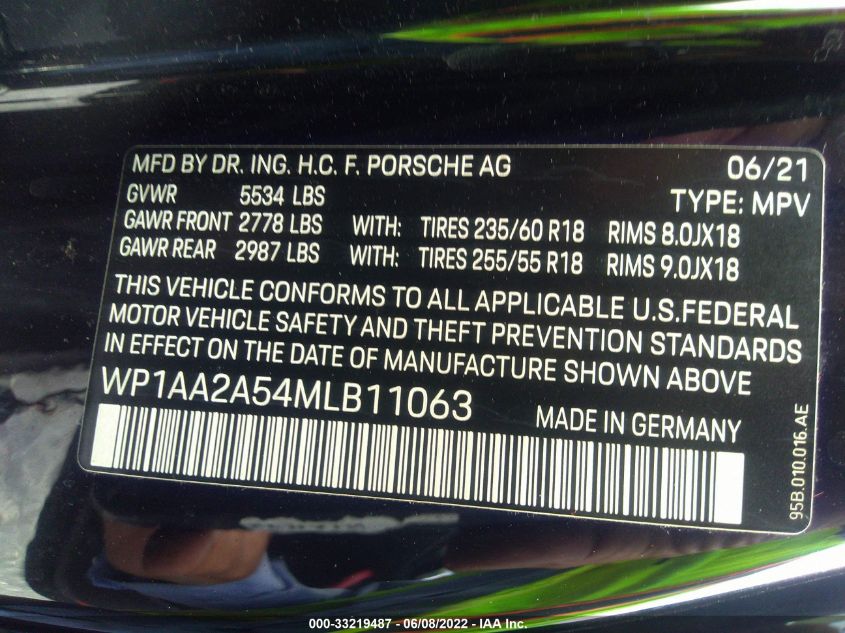 MFD BY DR. ING. H.C. F. PORSCHE AG 06/21
GVWR 5534 LBS TYPE: MPV
GAWR FRONT 2778 LBS WITH: TIRES 235/60 R18 RIMS 8.0JX18
GAWR REAR 2987 LBS WITH: TIRES 255/55 R18 RIMS 9.0JX18
THIS VEHICLE CONFORMS TO ALL APPLICABLE U.S.FEDERAL
MOTOR VEHICLE SAFETY AND THEFT PREVENTION STANDARDS
IN EFFECT ON THE DATE OF MANUFACTURE SHOWN ABOVE
WP1AA2A54MLB11063 MADE IN GERMANY
95B.010.016.AE
000-33219487 - 06/08/2022 - IAA Inc.